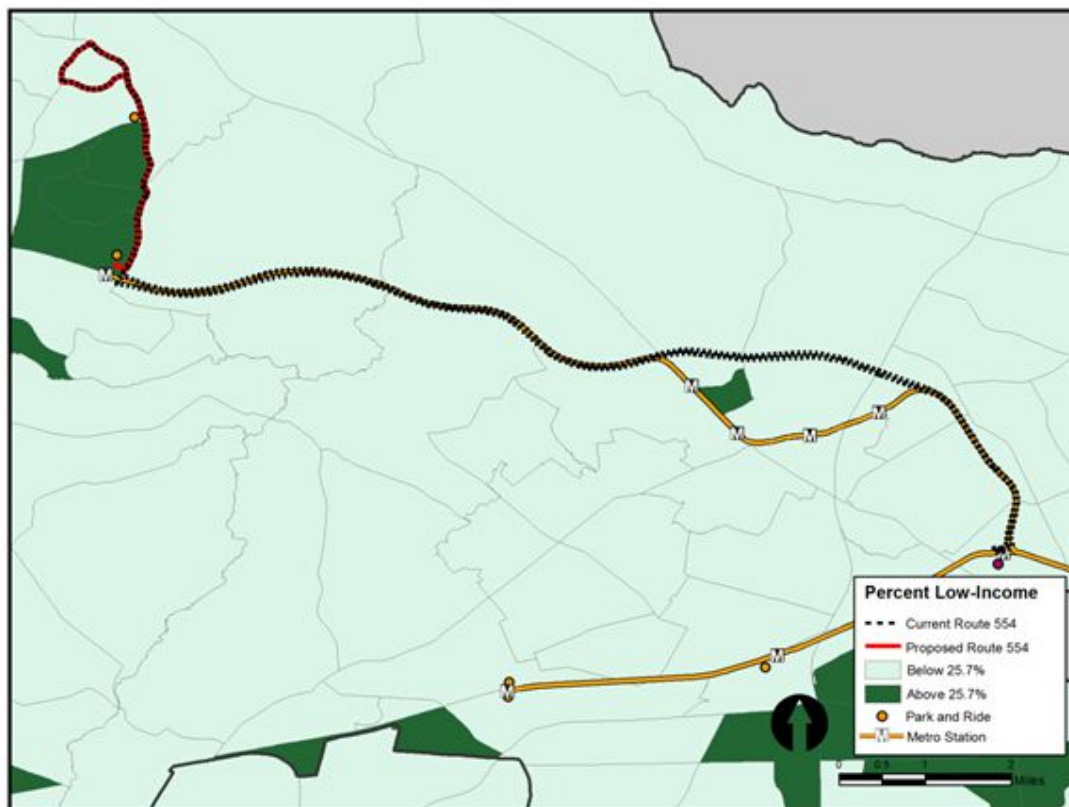 M
M
M
M
M
M
M
M
Percent Low-Income
Current Route 554
Proposed Route 554
Below 25.7%
Above 25.7%
Park and Ride
M Metro Station
0 0.5 1 2
Miles